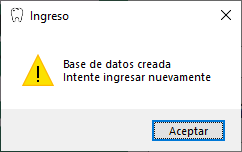 Ingreso
Base de datos creada
Intente ingresar nuevamente
Aceptar